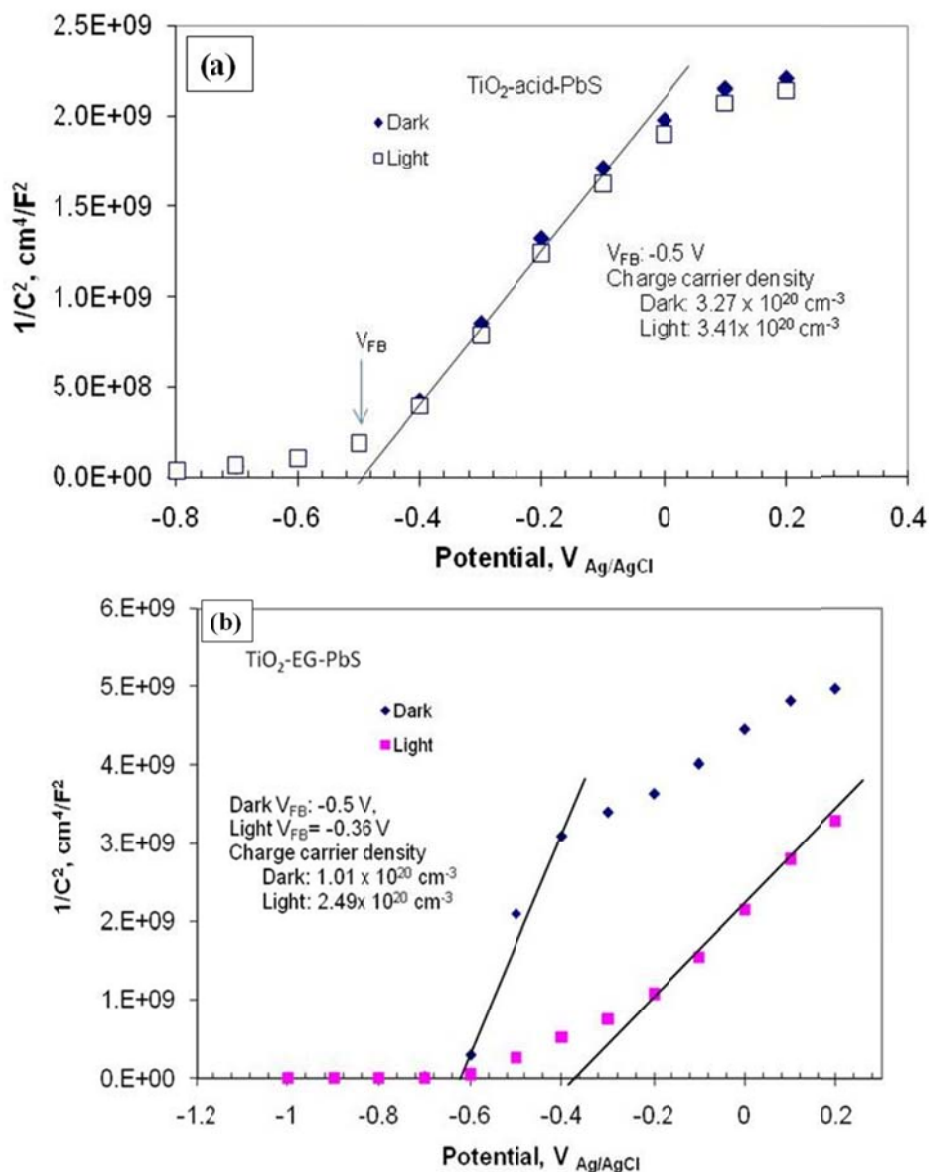 (a)
TiO₂-acid-PbS
Dark
Light
2.5E+09
2.0E+09
1.5E+09
1.0E+09
5.0E+08
0.0E+00
1/C², cm⁴/F²
V_FB: -0.5 V
Charge carrier density
Dark: 3.27 x 10²⁰ cm⁻³
Light: 3.41x 10²⁰ cm⁻³
V_FB
-0.8 -0.6 -0.4 -0.2 0 0.2 0.4
Potential, V Ag/AgCl
(b)
TiO₂-EG-PbS
Dark
Light
6.E+09
5.E+09
4.E+09
3.E+09
2.E+09
1.E+09
0.E+00
1/C², cm⁴/F²
Dark V_FB: -0.5 V,
Light V_FB= -0.36 V
Charge carrier density
Dark: 1.01 x 10²⁰ cm⁻³
Light: 2.49x 10²⁰ cm⁻³
-1.2 -1 -0.8 -0.6 -0.4 -0.2 0 0.2
Potential, V Ag/AgCl